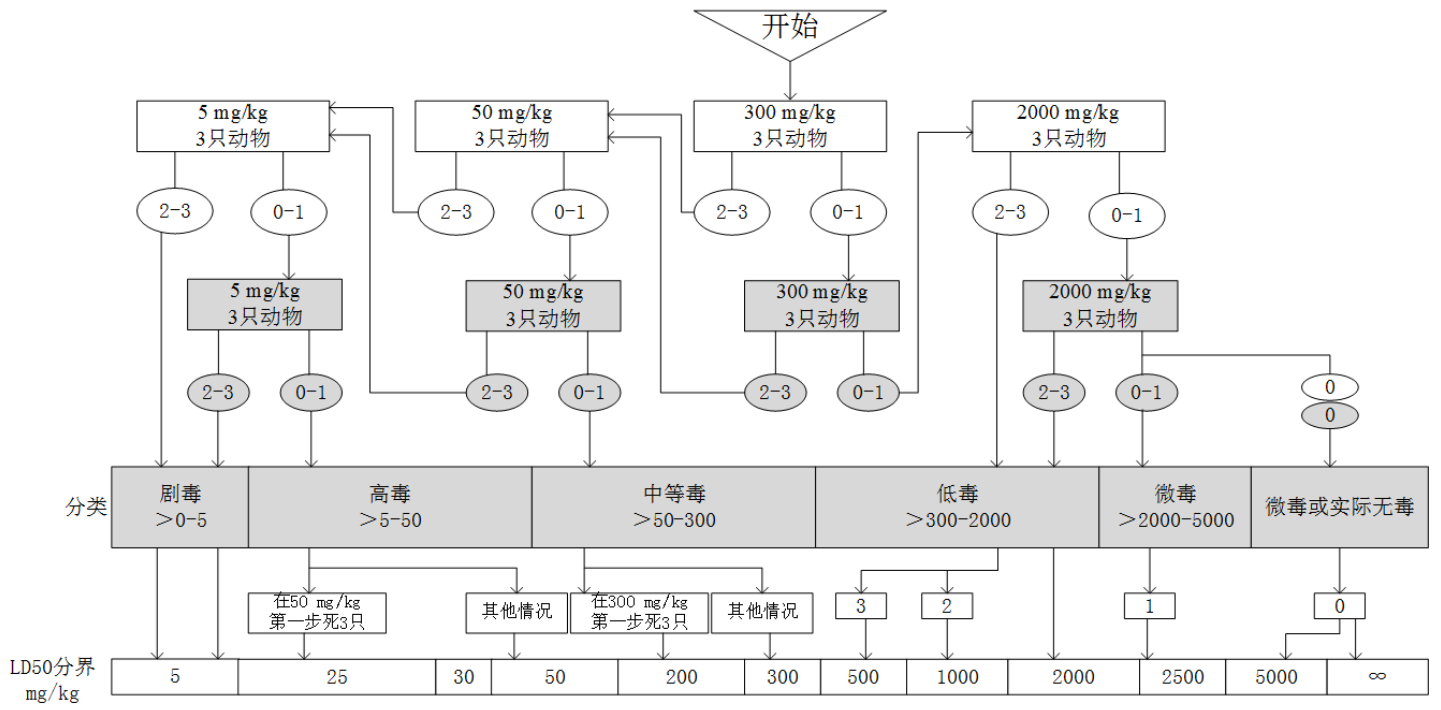 开始
5 mg/kg
3只动物
50 mg/kg
3只动物
300 mg/kg
3只动物
2000 mg/kg
3只动物
2-3
0-1
2-3
0-1
2-3
0-1
2-3
0-1
5 mg/kg
3只动物
50 mg/kg
3只动物
300 mg/kg
3只动物
2000 mg/kg
3只动物
2-3
0-1
2-3
0-1
2-3
0-1
2-3
0-1
0
0
分类
剧毒
＞0-5
高毒
＞5-50
中等毒
＞50-300
低毒
＞300-2000
微毒
＞2000-5000
微毒或实际无毒
在50 mg/kg
第一步死3只
其他情况
在300 mg/kg
第一步死3只
其他情况
3
2
1
0
LD50分界
mg/kg
5
25
30
50
200
300
500
1000
2000
2500
5000
∞